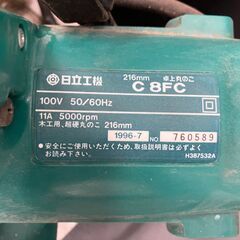 日立工機 216mm 卓上丸のこ
C 8FC
100V 50/60Hz
11A 5000rpm
木工用、超硬丸のこ 216mm
1996-7 NO 760589
・安全にご使用いただくため、取扱説明書を必ずよく
お読み下さい。
H387532A